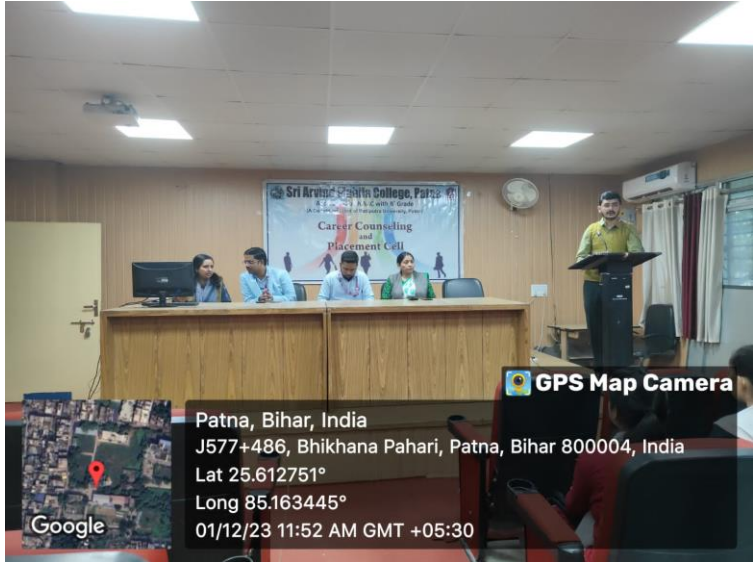 Sri Arvind Mahila College, Patna
with 'B' Grade
Career Counseling
and
Placement Cell
GPS Map Camera
Patna, Bihar, India
J577+486, Bhikhana Pahari, Patna, Bihar 800004, India
Lat 25.612751°
Long 85.163445°
01/12/23 11:52 AM GMT +05:30
Google